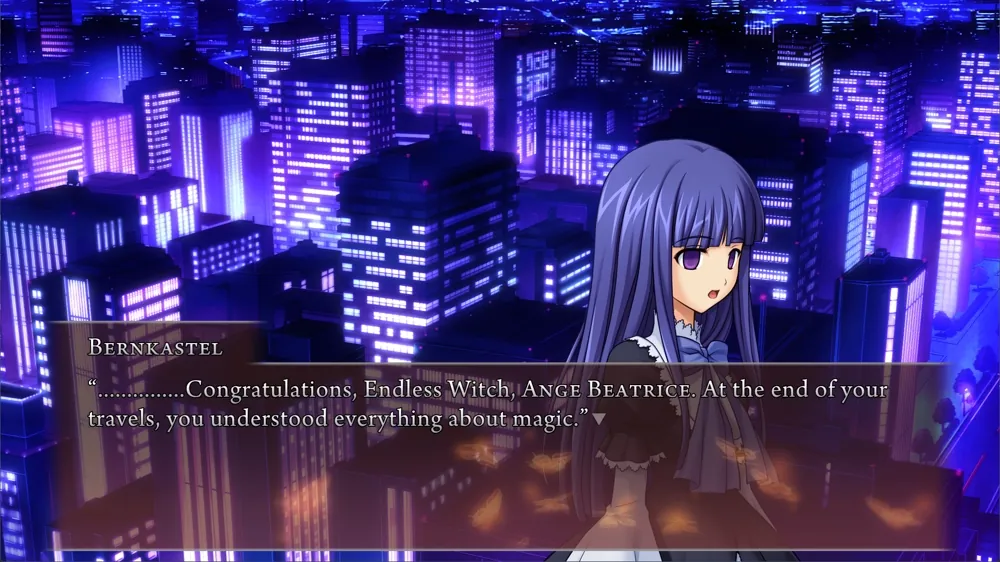 BERNKASTEL
“...............Congratulations, Endless Witch, ANGE BEATRICE. At the end of your
travels, you understood everything about magic.”